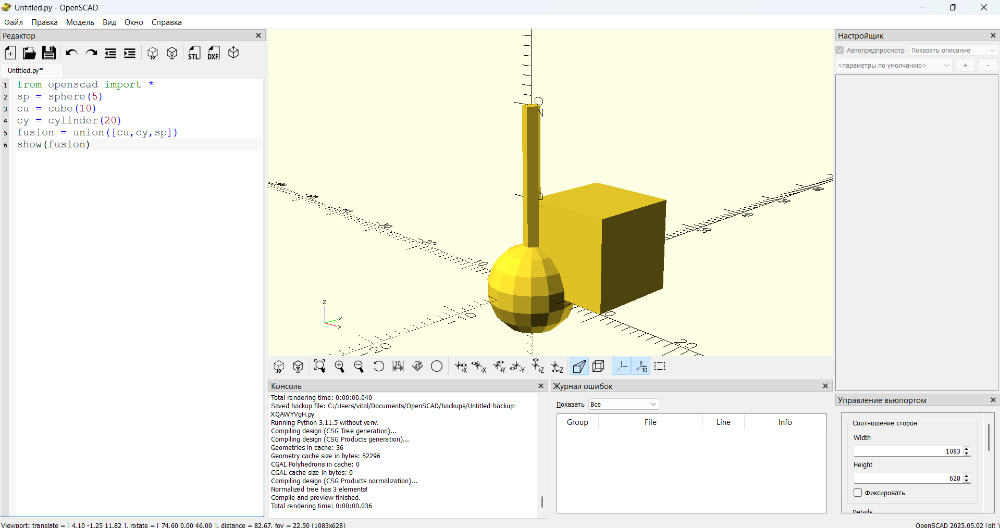 Untitled.py - OpenSCAD
Файл Правка Модель Вид Окно Справка
Редактор
STL DXF
Untitled.py*
1 from openscad import *
2 sp = sphere(5)
3 cu = cube(10)
4 cy = cylinder(20)
5 fusion = union([cu,cy,sp])
6 show(fusion)
z
y
x
10
20
10
20
Консоль
Total rendering time: 0:00:00.040
Saved backup file: C:/Users/vital/Documents/OpenSCAD/backups/Untitled-backup-
XQAWYVgH.py
Running Python 3.11.5 without venv.
Compiling design (CSG Tree generation)...
Compiling design (CSG Products generation)...
Geometries in cache: 36
Geometry cache size in bytes: 52296
CGAL Polyhedrons in cache: 0
CGAL cache size in bytes: 0
Compiling design (CSG Products normalization)...
Normalized tree has 3 elements!
Compile and preview finished.
Total rendering time: 0:00:00.036
Журнал ошибок
Показать Все
Group File Line Info
Настройщик
Автопредпросмотр Показать описание
<параметры по умолчанию> + -
Управление вьюпортом
Соотношение сторон
Width
1083
Height
628
Фиксировать
Details
Viewport: translate = [ 4.10 -1.25 11.82 ], rotate = [ 74.60 0.00 46.00 ], distance = 82.67, fov = 22.50 (1083x628)
OpenSCAD 2025.05.02 (git )